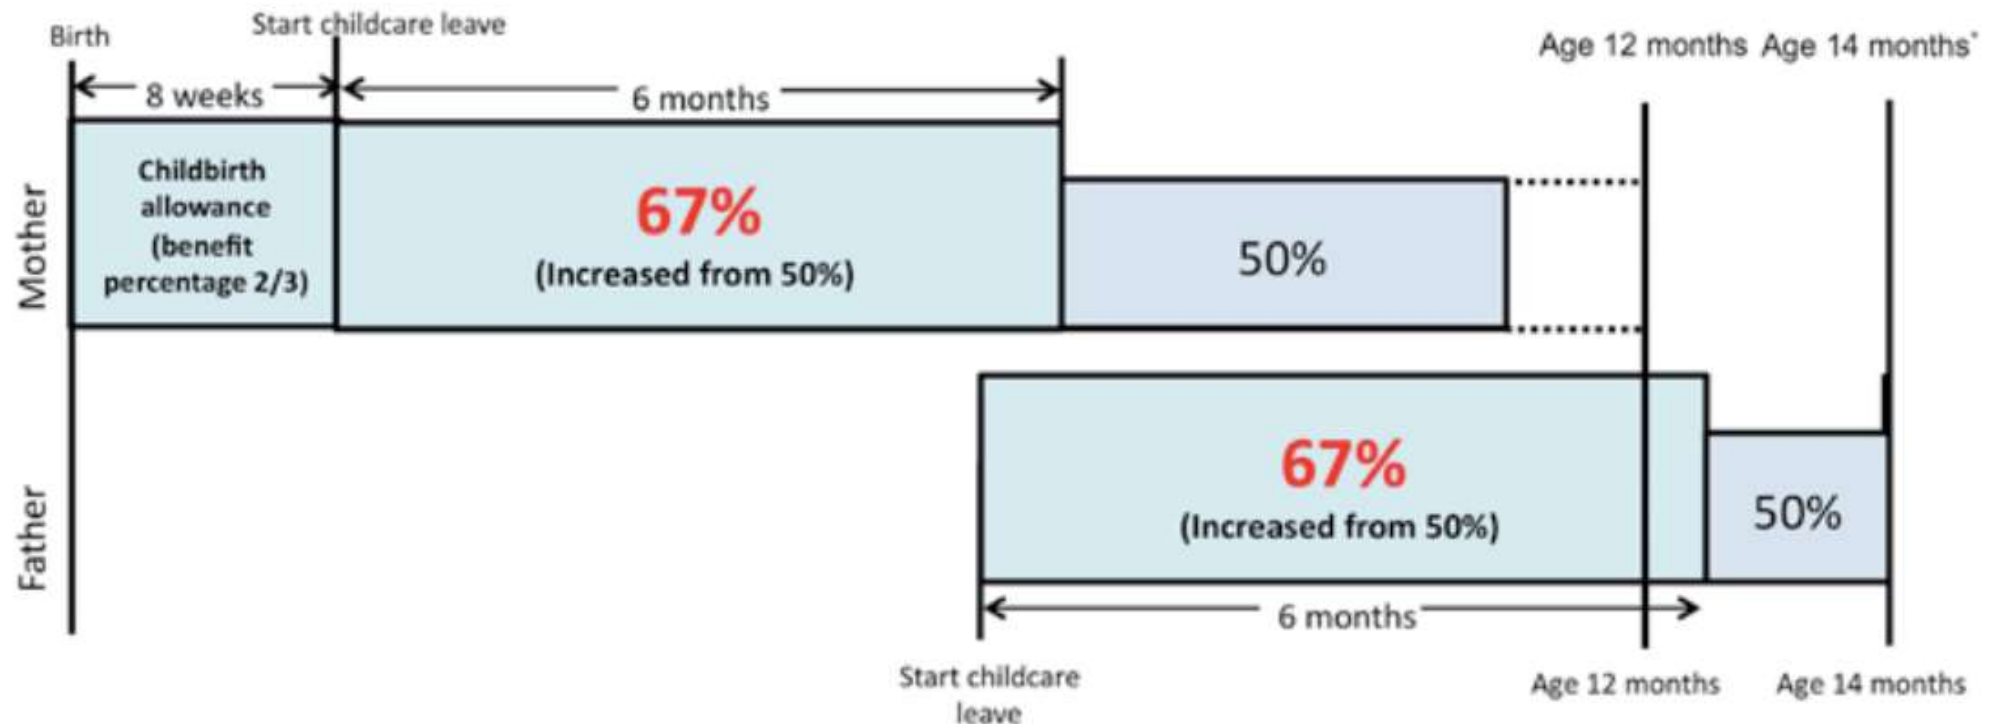 Birth
Start childcare leave
Age 12 months
Age 14 months*
8 weeks
6 months
Mother
Childbirth
allowance
(benefit
percentage 2/3)
67%
(Increased from 50%)
50%
Father
67%
(Increased from 50%)
50%
6 months
Start childcare
leave
Age 12 months
Age 14 months